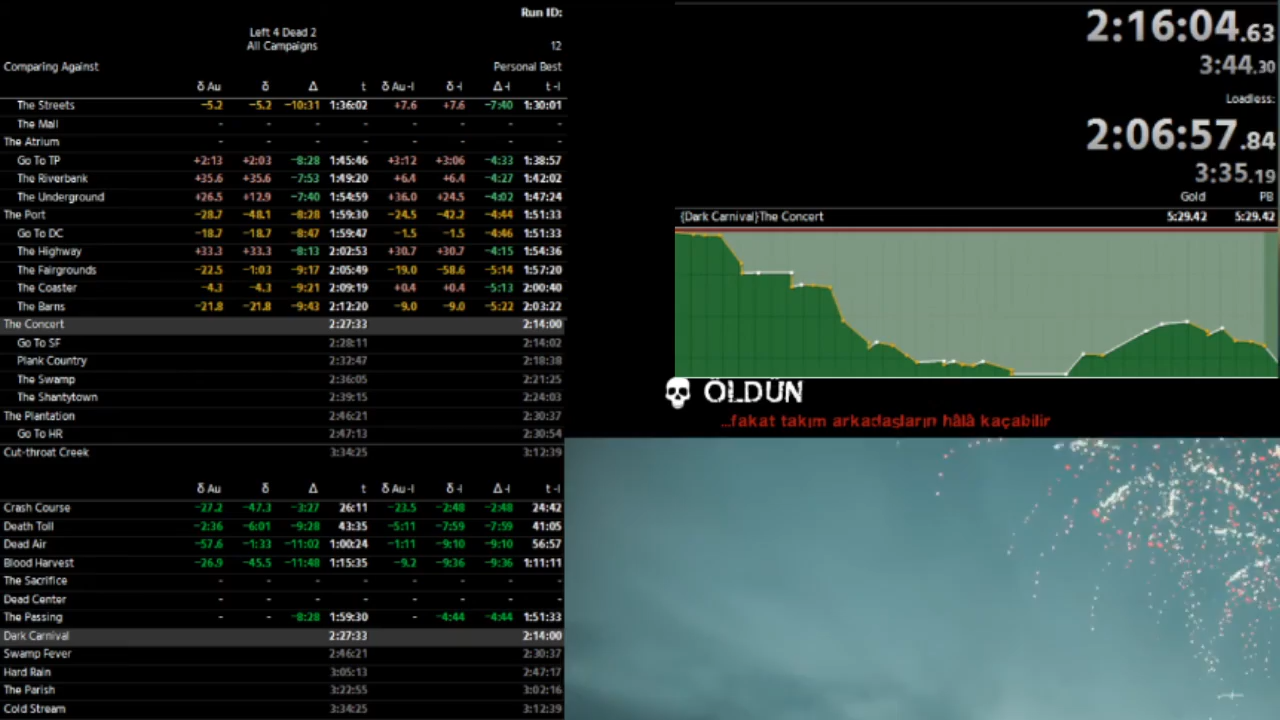 Run ID:
Left 4 Dead 2
All Campaigns
12
Comparing Against Personal Best
δ Au δ Δ t δ Au -l δ -l Δ -l t -l
The Streets −5.2 −5.2 −10:31 1:36:02 +7.6 +7.6 −7:40 1:30:01
The Mall - - - - - - - -
The Atrium - - - - - - - -
Go To TP +2:13 +2:03 −8:28 1:45:46 +3:12 +3:06 −4:33 1:38:57
The Riverbank +35.6 +35.6 −7:53 1:49:20 +6.4 +6.4 −4:27 1:42:02
The Underground +26.5 +12.9 −7:40 1:54:59 +36.0 +24.5 −4:02 1:47:24
The Port −28.7 −48.1 −8:28 1:59:30 −24.5 −42.2 −4:44 1:51:33
Go To DC −18.7 −18.7 −8:47 1:59:47 −1.5 −1.5 −4:46 1:51:33
The Highway +33.3 +33.3 −8:13 2:02:53 +30.7 +30.7 −4:15 1:54:36
The Fairgrounds −22.5 −1:03 −9:17 2:05:49 −19.0 −58.6 −5:14 1:57:20
The Coaster −4.3 −4.3 −9:21 2:09:19 +0.4 +0.4 −5:13 2:00:40
The Barns −21.8 −21.8 −9:43 2:12:20 −9.0 −9.0 −5:22 2:03:22
The Concert 2:27:33 2:14:00
Go To SF 2:28:11 2:14:02
Plank Country 2:32:47 2:18:38
The Swamp 2:36:05 2:21:25
The Shantytown 2:39:15 2:24:03
The Plantation 2:46:21 2:30:37
Go To HR 2:47:13 2:30:54
Cut-throat Creek 3:34:25 3:12:39
δ Au δ Δ t δ Au -l δ -l Δ -l t -l
Crash Course −27.2 −47.3 −3:27 26:11 −23.5 −2:48 −2:48 24:42
Death Toll −2:36 −6:01 −9:28 43:35 −5:11 −7:59 −7:59 41:05
Dead Air −57.6 −1:33 −11:02 1:00:24 −1:11 −9:10 −9:10 56:57
Blood Harvest −26.9 −45.5 −11:48 1:15:35 −9.2 −9:36 −9:36 1:11:11
The Sacrifice - - - - - - - -
Dead Center - - - - - - - -
The Passing - - −8:28 1:59:30 - −4:44 −4:44 1:51:33
Dark Carnival 2:27:33 2:14:00
Swamp Fever 2:46:21 2:30:37
Hard Rain 3:05:13 2:47:17
The Parish 3:22:55 3:02:16
Cold Stream 3:34:25 3:12:39
2:16:04.63
3:44.30
Loadless:
2:06:57.84
3:35.19
Gold PB
{Dark Carnival}The Concert 5:29.42 5:29.42
ÖLDÜN
...fakat takım arkadaşların hâlâ kaçabilir